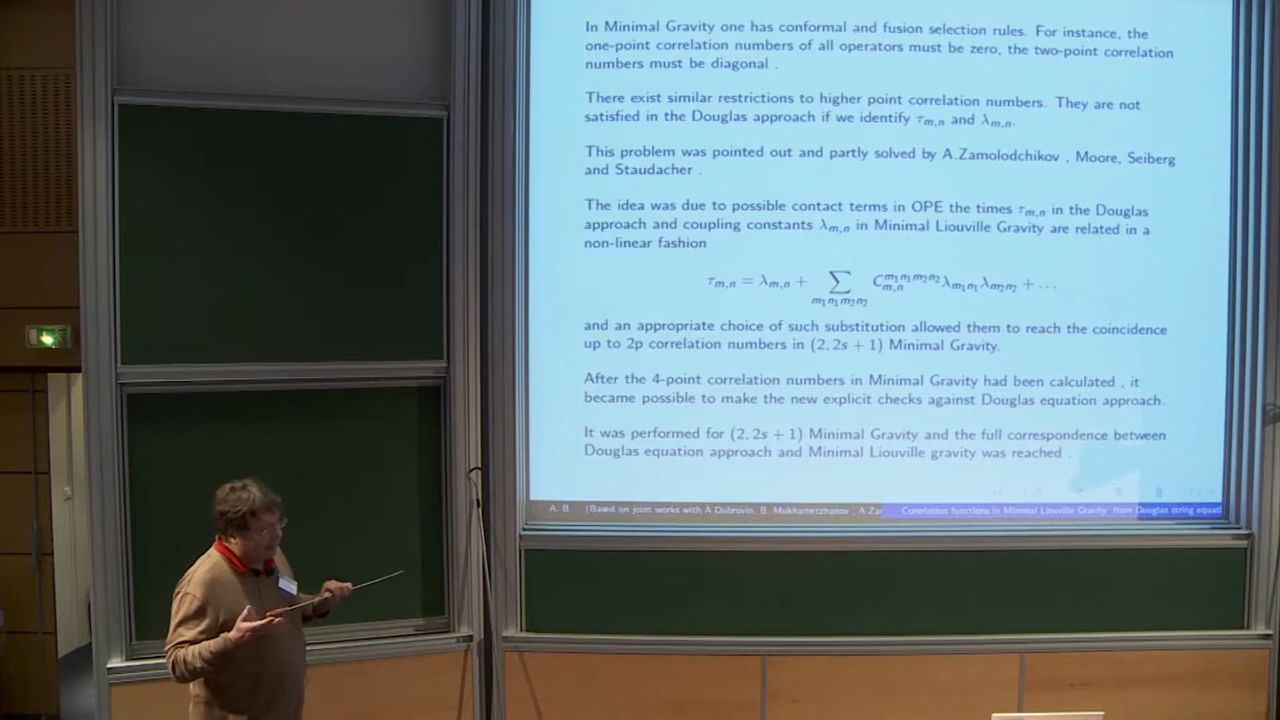 In Minimal Gravity one has conformal and fusion selection rules. For instance, the
one-point correlation numbers of all operators must be zero, the two-point correlation
numbers must be diagonal .
There exist similar restrictions to higher point correlation numbers. They are not
satisfied in the Douglas approach if we identify τm,n and λm,n.
This problem was pointed out and partly solved by A.Zamolodchikov , Moore, Seiberg
and Staudacher .
The idea was due to possible contact terms in OPE the times τm,n in the Douglas
approach and coupling constants λm,n in Minimal Liouville Gravity are related in a
non-linear fashion
τm,n = λm,n + ∑ m1n1m2n2 C m,n m1n1m2n2 λm1n1 λm2n2 + ...
and an appropriate choice of such substitution allowed them to reach the coincidence
up to 2p correlation numbers in (2, 2s + 1) Minimal Gravity.
After the 4-point correlation numbers in Minimal Gravity had been calculated , it
became possible to make the new explicit checks against Douglas equation approach.
It was performed for (2, 2s + 1) Minimal Gravity and the full correspondence between
Douglas equation approach and Minimal Liouville gravity was reached .
A. B. (Based on joint works with A.Dubrovin, B. Mukhametzhanov , A.Za Correlation functions in Minimal Liouville Gravity from Douglas string equati